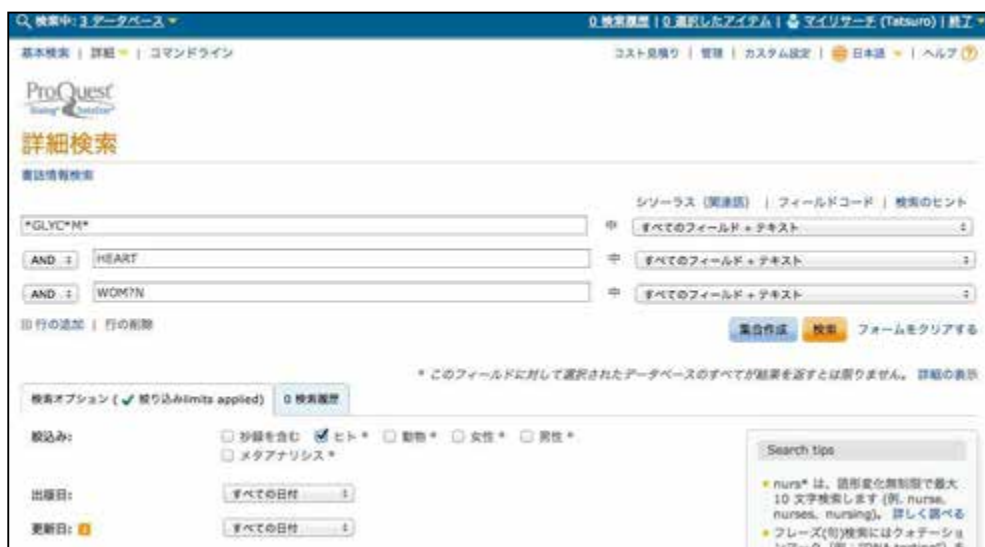 検索中: 3 データベース
0 検索履歴 | 0 選択したアイテム | マイリサーチ (Tatsuro) | 終了
基本検索 | 詳細 | コマンドライン
コスト見積り | 管理 | カスタム設定 | 日本語 | ヘルプ
ProQuest
Dialog DataStar
詳細検索
書誌情報検索
シソーラス (関連語) | フィールドコード | 検索のヒント
*GLYC*M* 中 すべてのフィールド + テキスト
AND HEART 中 すべてのフィールド + テキスト
AND WOM?N 中 すべてのフィールド + テキスト
行の追加 | 行の削除
集合作成 検索 フォームをクリアする
* このフィールドに対して選択されたデータベースのすべてが結果を返すとは限りません。 詳細の表示
検索オプション ( ✓ 絞り込みlimits applied) 0 検索履歴
絞込み: 抄録を含む ヒト * 動物 * 女性 * 男性 *
メタアナリシス *
出版日: すべての日付
更新日: すべての日付
Search tips
nurs* は、語形変化無制限で最大
10 文字検索します (例, nurse,
nurses, nursing)。 詳しく調べる
フレーズ(句)検索にはクォテーショ